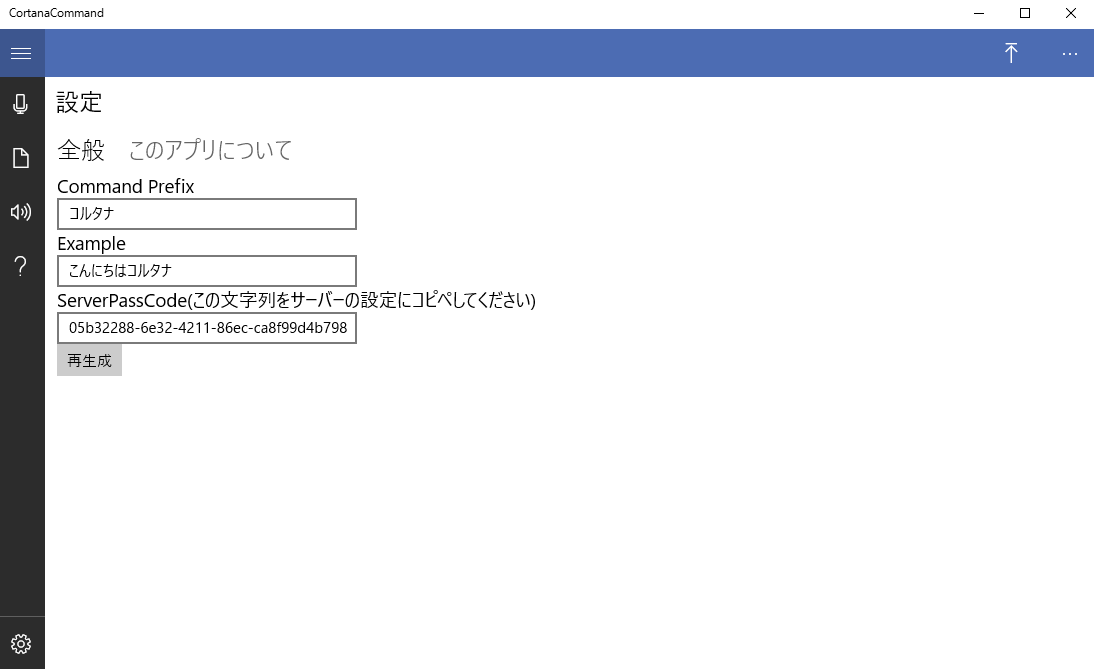 CortanaCommand
設定
全般 このアプリについて
Command Prefix
コルタナ
Example
こんにちはコルタナ
ServerPassCode(この文字列をサーバーの設定にコピペしてください)
05b32288-6e32-4211-86ec-ca8f99d4b798
再生成